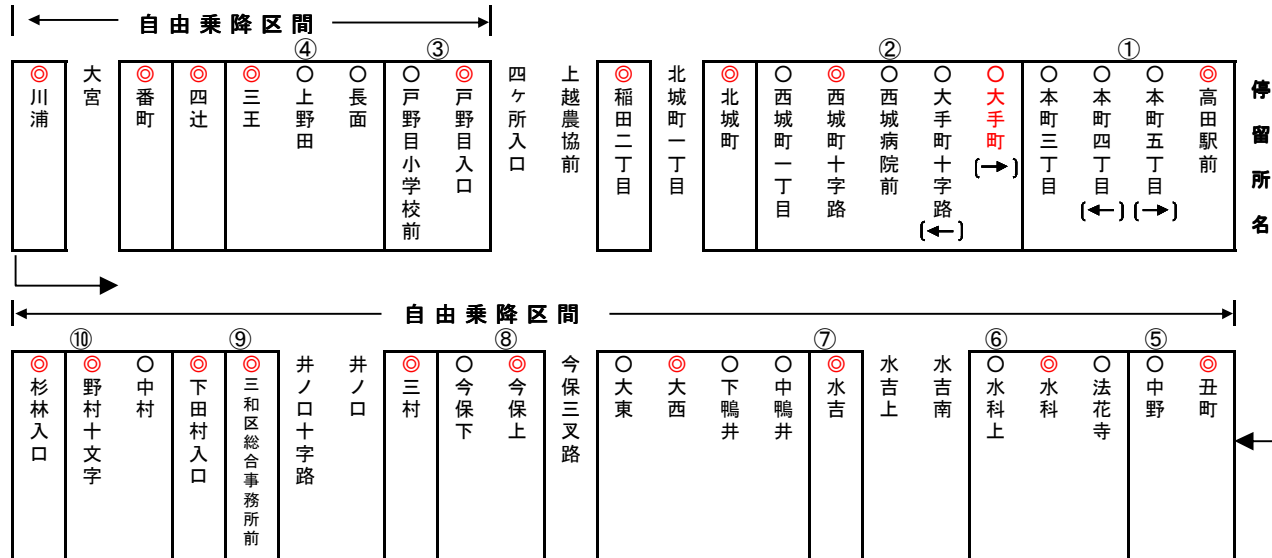 自由乗降区間
④ ③ ② ①
停留所名
◎高田駅前
○本町五丁目(→)
○本町四丁目(←)
○本町三丁目
○大手町(→)
○大手町十字路(←)
○西城病院前
◎西城町十字路
○西城町一丁目
◎北城町
北城町一丁目
◎稲田二丁目
上越農協前
四ケ所入口
◎戸野目入口
○戸野目小学校前
○長面
○上野田
◎三王
◎四辻
◎番町
大宮
◎川浦
自由乗降区間
⑩ ⑨ ⑧ ⑦ ⑥ ⑤
◎丑町
○中野
○法花寺
◎水科
○水科上
水吉南
水吉上
◎水吉
○中鴨井
○下鴨井
◎大西
○大東
今保三叉路
◎今保上
○今保下
◎三村
井ノ口
井ノ口十字路
◎三和区総合事務所前
◎下田村入口
○中村
◎野村十文字
◎杉林入口